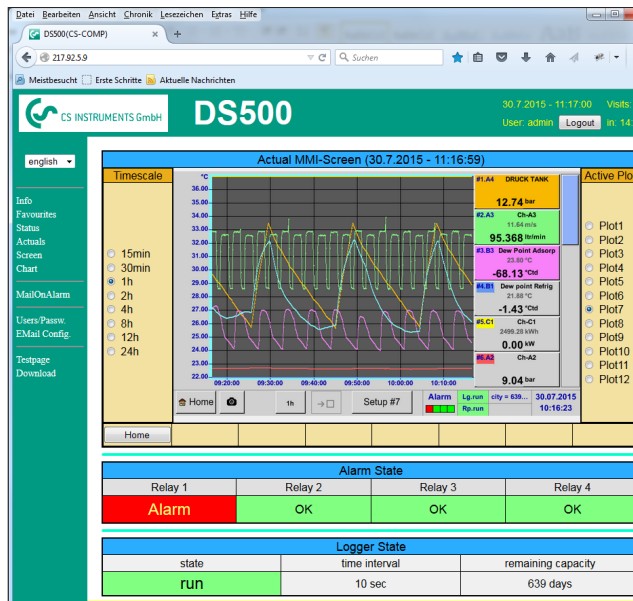 Datei Bearbeiten Ansicht Chronik Lesezeichen Extras Hilfe
DS500(CS-COMP) × +
217.92.5.9 Suchen
Meistbesucht Erste Schritte Aktuelle Nachrichten
CS INSTRUMENTS GmbH
DS500
30.7.2015 - 11:17:00 Visits:
User: admin Logout in: 14:
english
Info
Favourites
Status
Actuals
Screen
Chart
MailOnAlarm
Users/Passw.
EMail Config.
Testpage
Download
Actual MMI-Screen (30.7.2015 - 11:16:59)
Timescale
15min
30min
1h
2h
4h
8h
12h
24h
°C
36.00
35.00
34.00
33.00
32.00
31.00
30.00
29.00
28.00
27.00
26.00
25.00
24.00
23.00
22.00
09:20:00 09:30:00 09:40:00 09:50:00 10:00:00 10:10:00
#1.A4 DRUCK TANK
12.74 bar
#2.A3 Ch-A3
11.64 m/s
95.368 ltr/min
#3.B3 Dew Point Adsorp
23.80 °C
-68.13 °Ctd
#4.B1 Dew point Refrig
21.88 °C
-1.43 °Ctd
#5.C1 Ch-C1
2499.28 kWh
0.00 kW
#6.A2 Ch-A2
9.04 bar
Home 1h Setup #7
Alarm Lg.run city = 639... 30.07.2015
Rp.run 10:16:23
Active Plo
Plot1
Plot2
Plot3
Plot4
Plot5
Plot6
Plot7
Plot8
Plot9
Plot10
Plot11
Plot12
Home
Alarm State
Relay 1 Relay 2 Relay 3 Relay 4
Alarm OK OK OK
Logger State
state time interval remaining capacity
run 10 sec 639 days